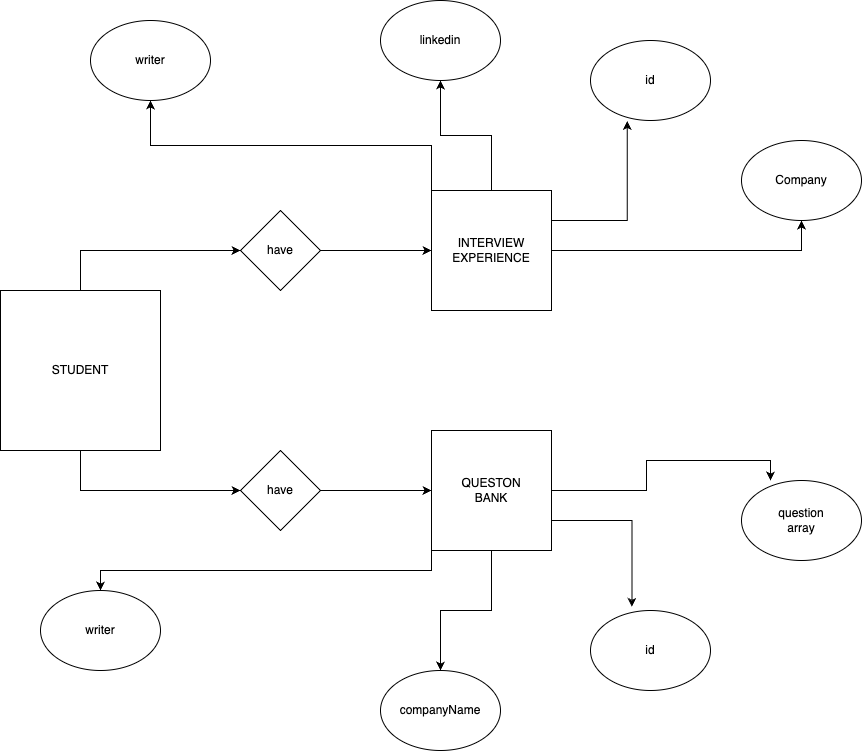 linkedin
writer
id
Company
have
INTERVIEW
EXPERIENCE
STUDENT
have
QUESTON
BANK
question
array
writer
id
companyName